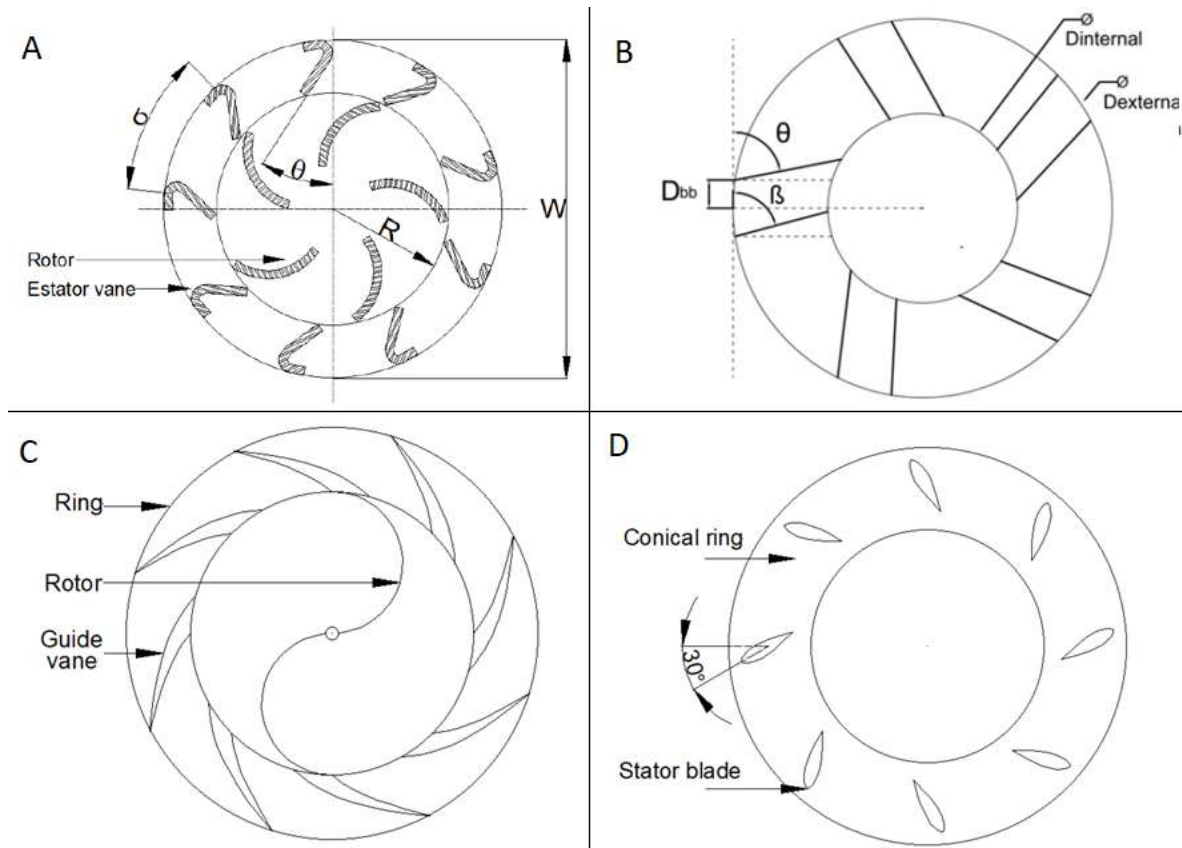 A
σ
θ
W
R
Rotor
Estator vane
B
Ø
Dinternal
Ø
Dexterna
θ
Dbb
ß
C
Ring
Rotor
Guide
vane
D
Conical ring
30°
Stator blade